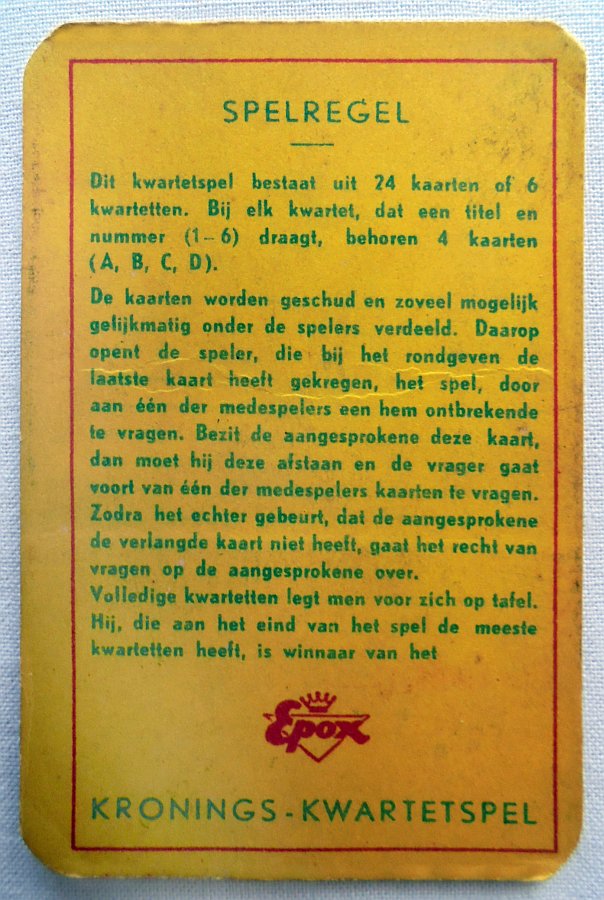 SPELREGEL
Dit kwartetspel bestaat uit 24 kaarten of 6
kwartetten. Bij elk kwartet, dat een titel en
nummer (1–6) draagt, behoren 4 kaarten
(A, B, C, D).
De kaarten worden geschud en zoveel mogelijk
gelijkmatig onder de spelers verdeeld. Daarop
opent de speler, die bij het rondgeven de
laatste kaart heeft gekregen, het spel, door
aan één der medespelers een hem ontbrekende
te vragen. Bezit de aangesprokene deze kaart,
dan moet hij deze afstaan en de vrager gaat
voort van één der medespelers kaarten te vragen.
Zodra het echter gebeurt, dat de aangesprokene
de verlangde kaart niet heeft, gaat het recht van
vragen op de aangesprokene over.
Volledige kwartetten legt men voor zich op tafel.
Hij, die aan het eind van het spel de meeste
kwartetten heeft, is winnaar van het
Epox
KRONINGS-KWARTETSPEL